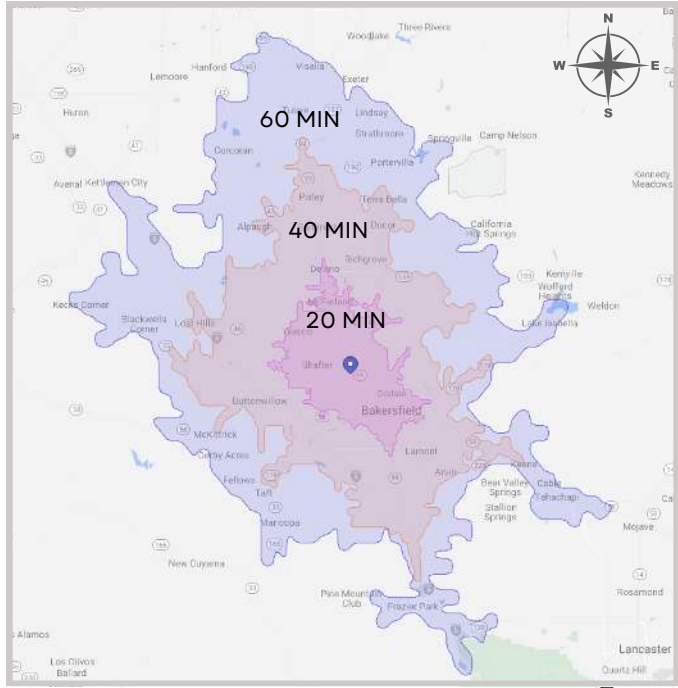 Three Rivers
Woodlake
N
Hanford
Visalia
Lemoore
Exeter
W
E
S
Huron
Lindsay
60 MIN
Strathmore
Springville
Camp Nelson
Corcoran
Porterville
Avenal
Kettleman City
Kennedy
Meadows
Pixley
Terra Bella
Alpaugh
Ducor
California
Hot Springs
40 MIN
Richgrove
Delano
Kernville
Wofford
Heights
Kecks Corner
Weldon
Lake Isabella
Blackwells
Corner
Lost Hills
20 MIN
Shafter
Buttonwillow
Bakersfield
McKittrick
Lamont
Derby Acres
Keene
Arvin
Fellows
Bear Valley
Springs
Cable
Tehachapi
Taft
Stallion
Springs
Maricopa
Mojave
New Cuyama
Pine Mountain
Club
Rosamond
Frazier Park
s Alamos
Lancaster
Los Olivos
Ballard
Quartz Hill